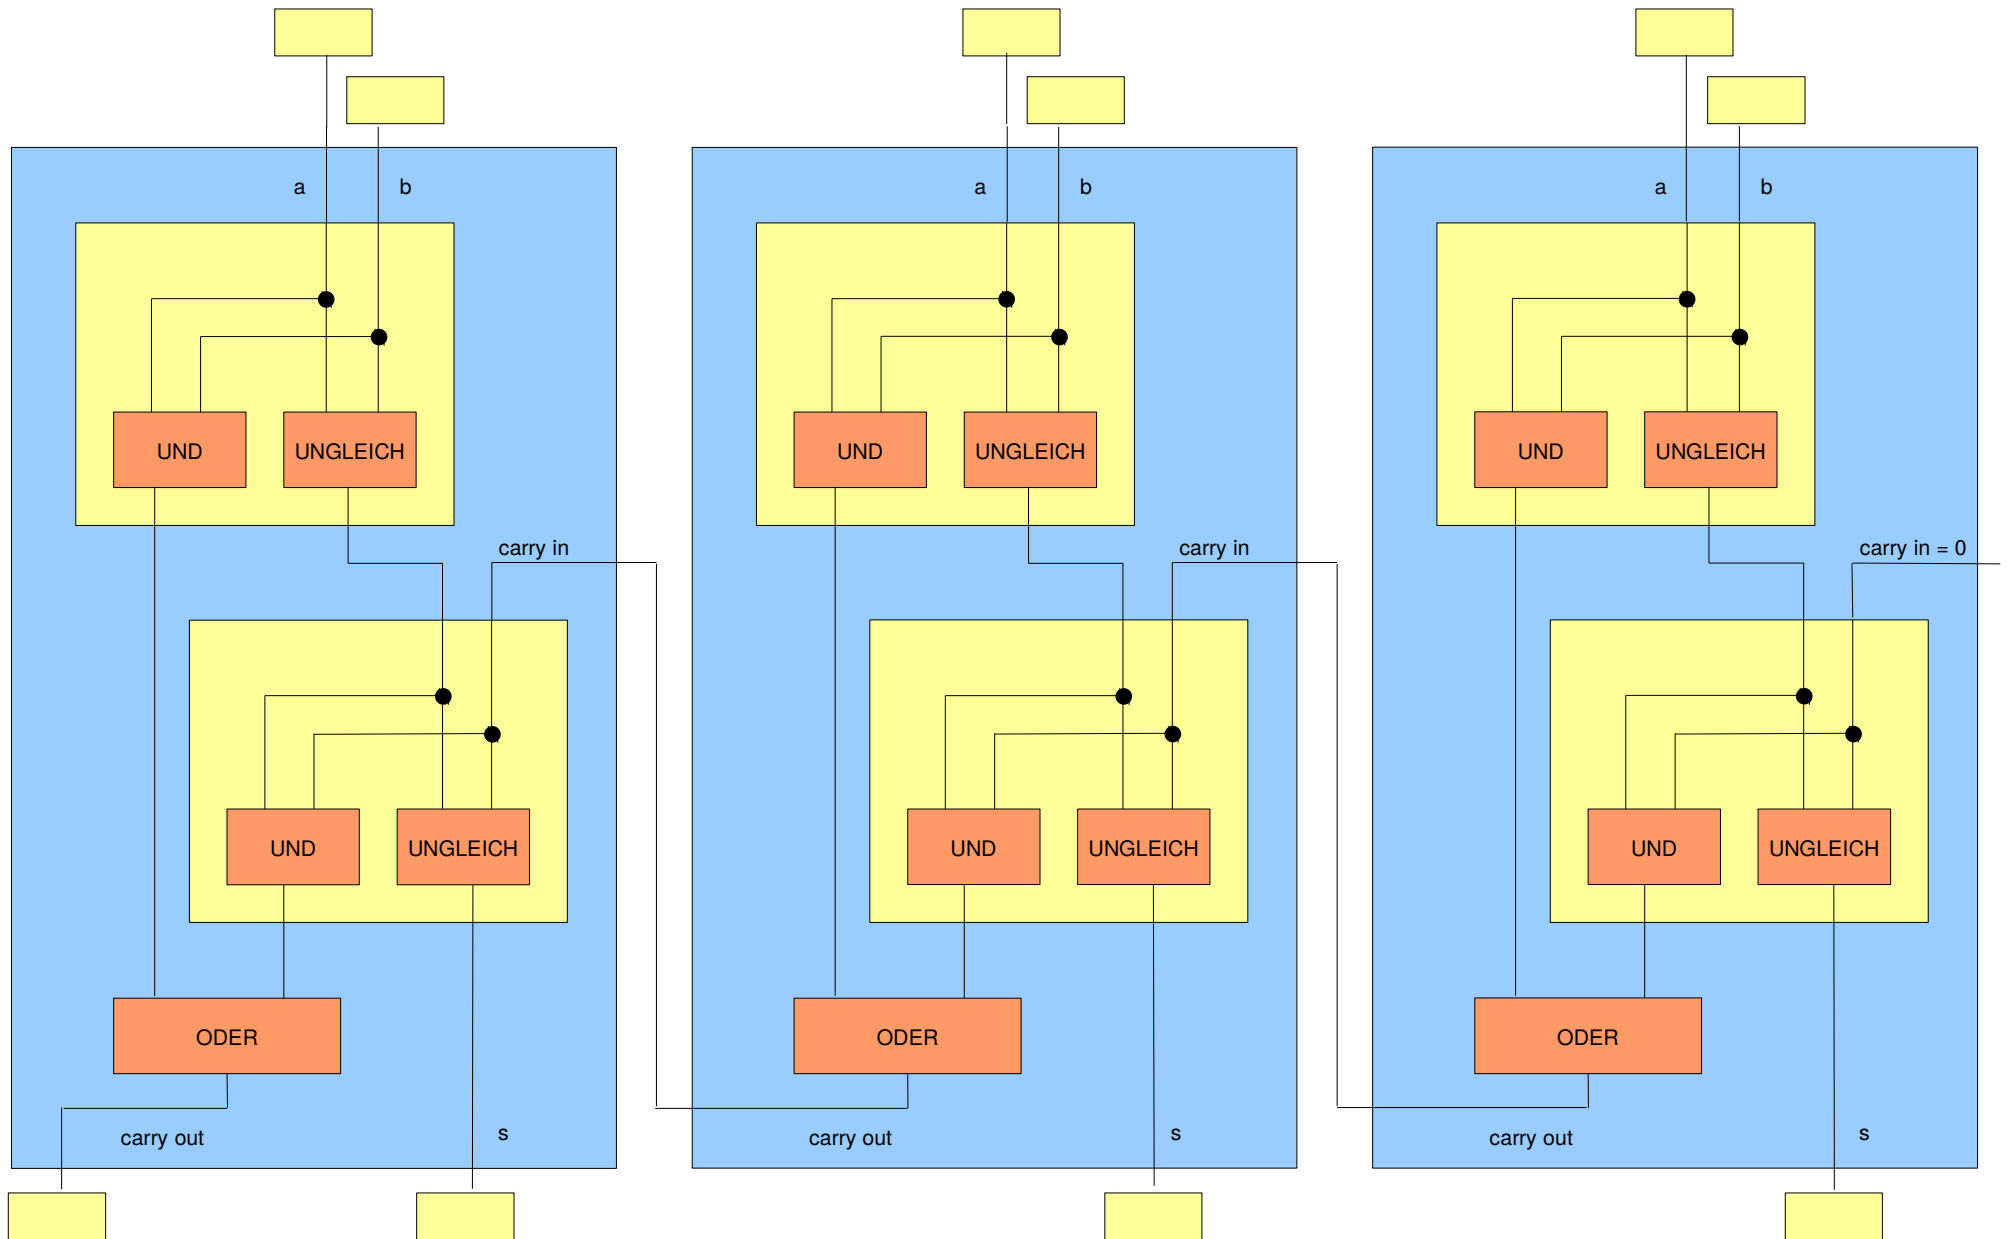 a b
a b
a b
UND UNGLEICH
UND UNGLEICH
UND UNGLEICH
carry in
carry in
carry in = 0
UND UNGLEICH
UND UNGLEICH
UND UNGLEICH
ODER
ODER
ODER
carry out s
carry out s
carry out s